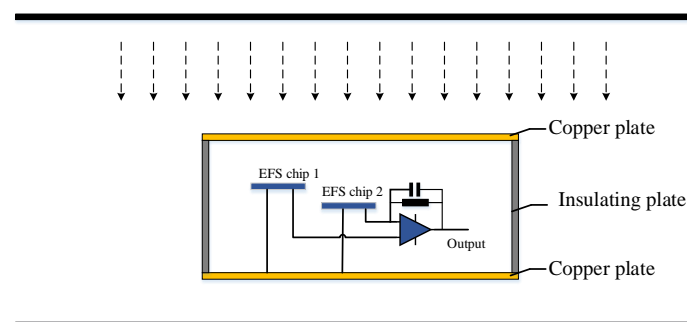 Copper plate
EFS chip 1
EFS chip 2
Insulating plate
Output
Copper plate